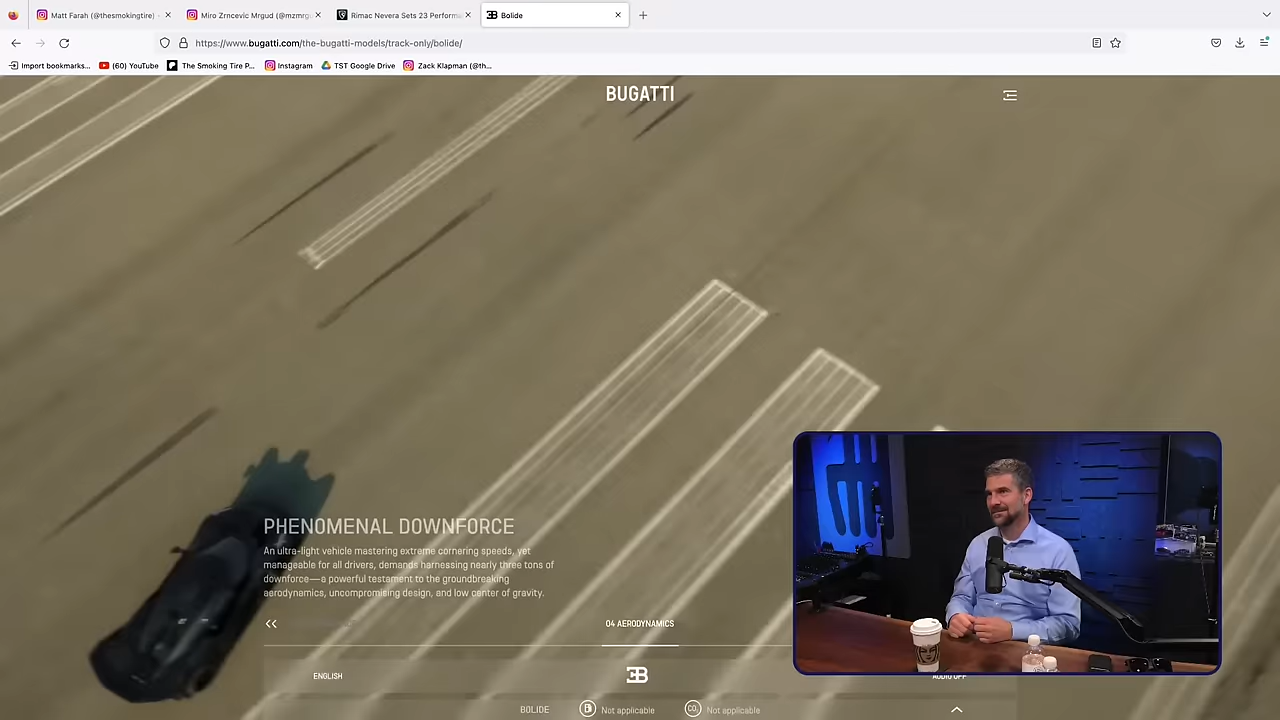 Matt Farah (@thesmokingtire)
Miro Zrncevic Mrgud (@mzmrg
Rimac Nevera Sets 23 Performa
Bolide
https://www.bugatti.com/the-bugatti-models/track-only/bolide/
Import bookmarks...
(60) YouTube
The Smoking Tire P...
Instagram
TST Google Drive
Zack Klapman (@th...
BUGATTI
PHENOMENAL DOWNFORCE
An ultra-light vehicle mastering extreme cornering speeds, yet
manageable for all drivers, demands harnessing nearly three tons of
downforce—a powerful testament to the groundbreaking
aerodynamics, uncompromising design, and low center of gravity.
04 AERODYNAMICS
ENGLISH
EB
AUDIO OFF
BOLIDE
Not applicable
CO₂
Not applicable